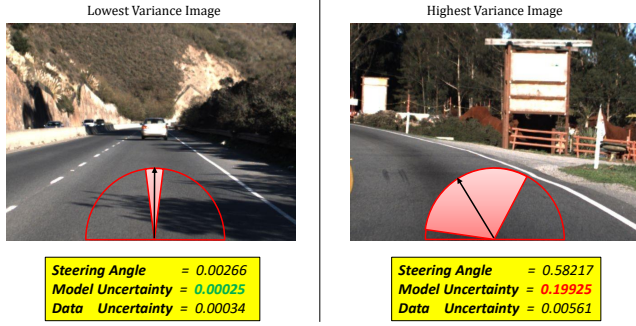 Lowest Variance Image
Steering Angle = 0.00266
Model Uncertainty = 0.00025
Data Uncertainty = 0.00034
Highest Variance Image
Steering Angle = 0.58217
Model Uncertainty = 0.19925
Data Uncertainty = 0.00561